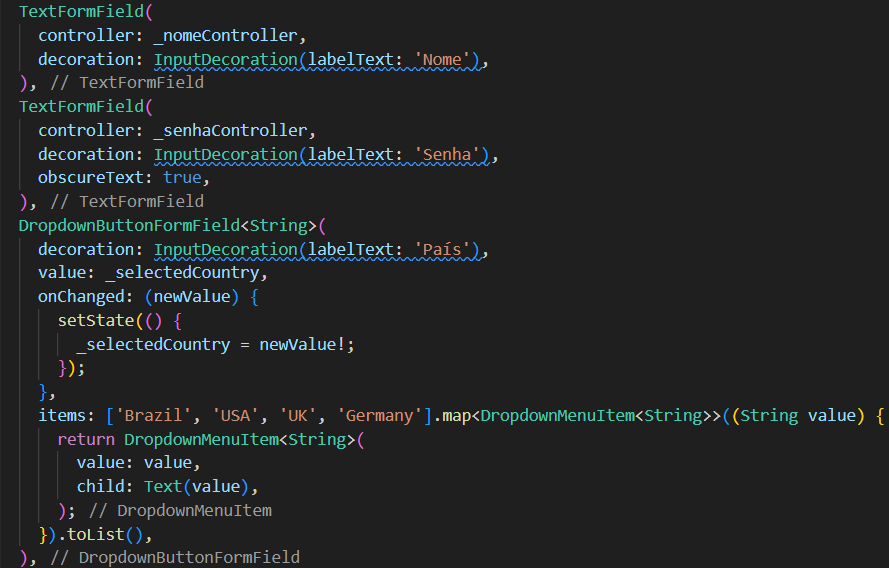 TextFormField(
  controller: _nomeController,
  decoration: InputDecoration(labelText: 'Nome'),
), // TextFormField
TextFormField(
  controller: _senhaController,
  decoration: InputDecoration(labelText: 'Senha'),
  obscureText: true,
), // TextFormField
DropdownButtonFormField<String>(
  decoration: InputDecoration(labelText: 'País'),
  value: _selectedCountry,
  onChanged: (newValue) {
    setState(() {
      _selectedCountry = newValue!;
    });
  },
  items: ['Brazil', 'USA', 'UK', 'Germany'].map<DropdownMenuItem<String>>((String value) {
    return DropdownMenuItem<String>(
      value: value,
      child: Text(value),
    ); // DropdownMenuItem
  }).toList(),
), // DropdownButtonFormField